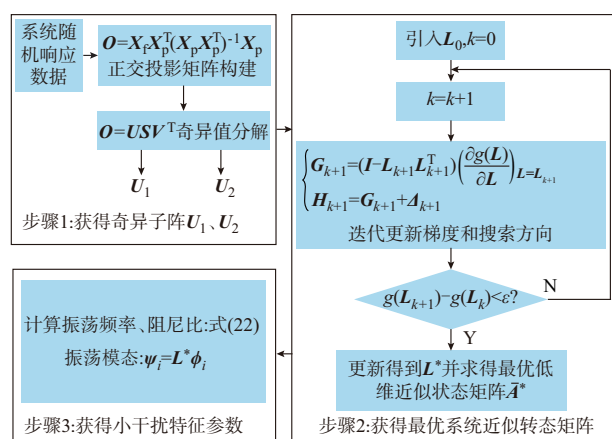 系统随
机响应
数据
O=XfXpᵀ(XpXpᵀ)⁻¹Xp
正交投影矩阵构建
O=USVᵀ奇异值分解
U₁ U₂
步骤1:获得奇异子阵U₁、U₂
引入L₀,k=0
k=k+1
Gₖ₊₁=(I−Lₖ₊₁Lₖ₊₁ᵀ)(∂g(L)/∂L)L=Lₖ₊₁
Hₖ₊₁=Gₖ₊₁+Δₖ₊₁
迭代更新梯度和搜索方向
g(Lₖ₊₁)−g(Lₖ)<ε?
N
Y
更新得到L*并求得最优低
维近似状态矩阵Ā*
步骤2:获得最优系统近似转态矩阵
计算振荡频率、阻尼比:式(22)
振荡模态:ψᵢ=L*ϕᵢ
步骤3:获得小干扰特征参数